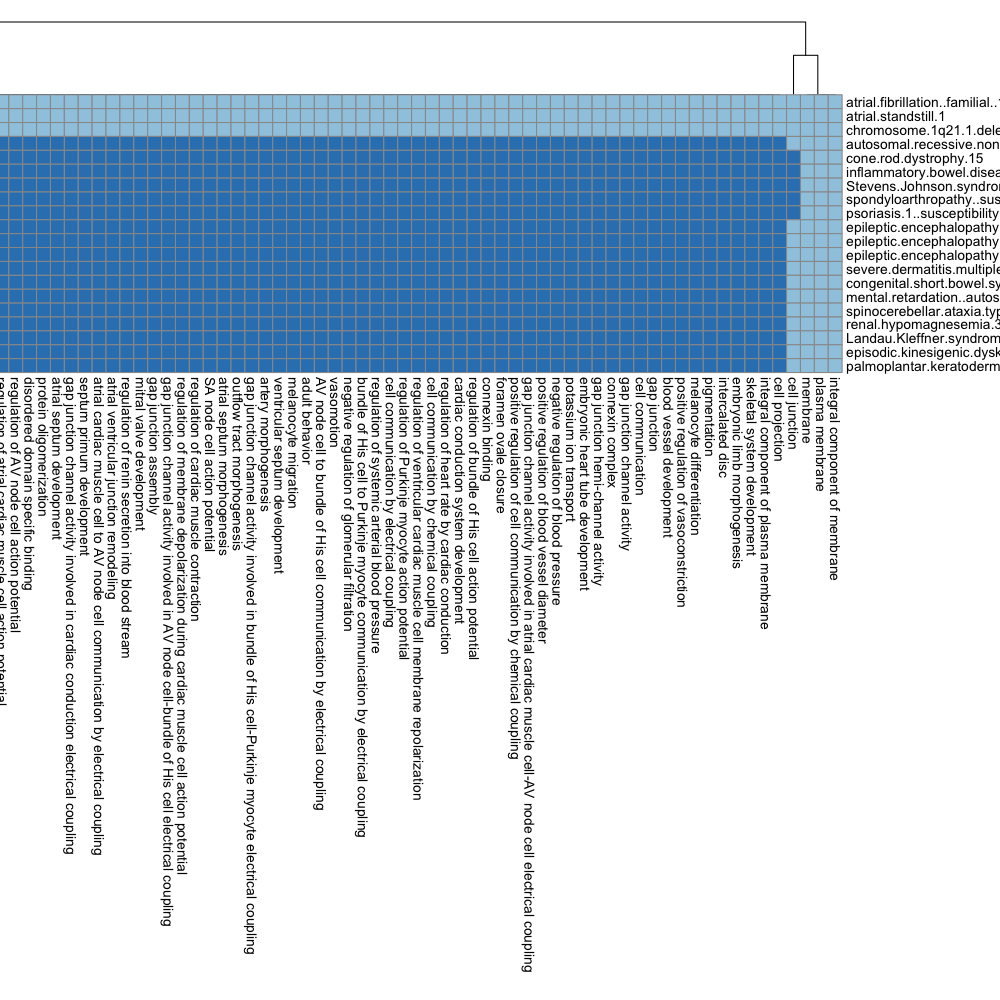 atrial.fibrillation..familial..
atrial.standstill.1
chromosome.1q21.1.dele
autosomal.recessive.non
cone.rod.dystrophy.15
inflammatory.bowel.disea
Stevens.Johnson.syndro
spondyloarthropathy..sus
psoriasis.1..susceptibility
epileptic.encephalopathy
epileptic.encephalopathy
epileptic.encephalopathy
severe.dermatitis.multiple
congenital.short.bowel.sy
mental.retardation..autos
spinocerebellar.ataxia.typ
renal.hypomagnesemia.3
Landau.Kleffner.syndrom
episodic.kinesigenic.dysk
palmoplantar.keratoderm
regulation of atrial cardiac muscle cell action potential
regulation of AV node cell action potential
disordered domain specific binding
protein oligomerization
atrial septum development
gap junction channel activity involved in cardiac conduction electrical coupling
septum primum development
atrial cardiac muscle cell to AV node cell communication by electrical coupling
atrial ventricular junction remodeling
regulation of renin secretion into blood stream
mitral valve development
gap junction assembly
gap junction channel activity involved in AV node cell-bundle of His cell electrical coupling
regulation of membrane depolarization during cardiac muscle cell action potential
regulation of cardiac muscle contraction
SA node cell action potential
atrial septum morphogenesis
outflow tract morphogenesis
gap junction channel activity involved in bundle of His cell-Purkinje myocyte electrical coupling
artery morphogenesis
ventricular septum development
melanocyte migration
adult behavior
AV node cell to bundle of His cell communication by electrical coupling
vasomotion
negative regulation of glomerular filtration
bundle of His cell to Purkinje myocyte communication by electrical coupling
regulation of systemic arterial blood pressure
cell communication by electrical coupling
regulation of Purkinje myocyte action potential
regulation of ventricular cardiac muscle cell membrane repolarization
cell communication by chemical coupling
regulation of heart rate by cardiac conduction
cardiac conduction system development
regulation of bundle of His cell action potential
connexin binding
foramen ovale closure
positive regulation of cell communication by chemical coupling
gap junction channel activity involved in atrial cardiac muscle cell-AV node cell electrical coupling
positive regulation of blood vessel diameter
negative regulation of blood pressure
potassium ion transport
embryonic heart tube development
gap junction hemi-channel activity
connexin complex
gap junction channel activity
cell communication
gap junction
blood vessel development
positive regulation of vasoconstriction
melanocyte differentiation
pigmentation
intercalated disc
embryonic limb morphogenesis
skeletal system development
integral component of plasma membrane
cell projection
cell junction
membrane
plasma membrane
integral component of membrane